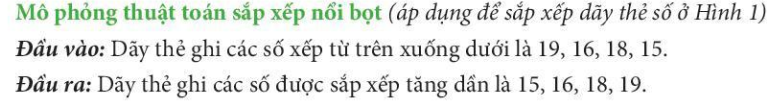 Mô phỏng thuật toán sắp xếp nổi bọt (áp dụng để sắp xếp dãy thẻ số ở Hình 1)
Đầu vào: Dãy thẻ ghi các số xếp từ trên xuống dưới là 19, 16, 18, 15.
Đầu ra: Dãy thẻ ghi các số được sắp xếp tăng dần là 15, 16, 18, 19.